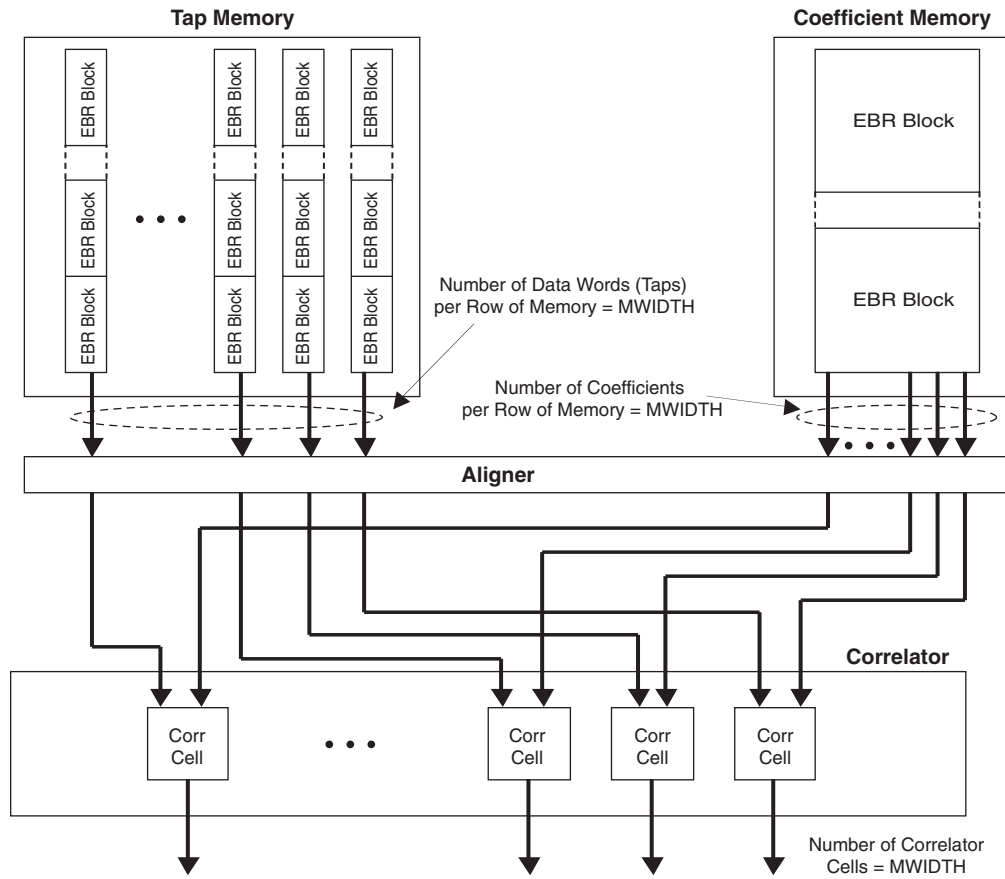 Tap Memory
Coefficient Memory
EBR Block
EBR Block
EBR Block
EBR Block
EBR Block
EBR Block
EBR Block
EBR Block
EBR Block
EBR Block
EBR Block
EBR Block
EBR Block
EBR Block
Number of Data Words (Taps)
per Row of Memory = MWIDTH
Number of Coefficients
per Row of Memory = MWIDTH
Aligner
Correlator
Corr
Cell
Corr
Cell
Corr
Cell
Corr
Cell
Number of Correlator
Cells = MWIDTH